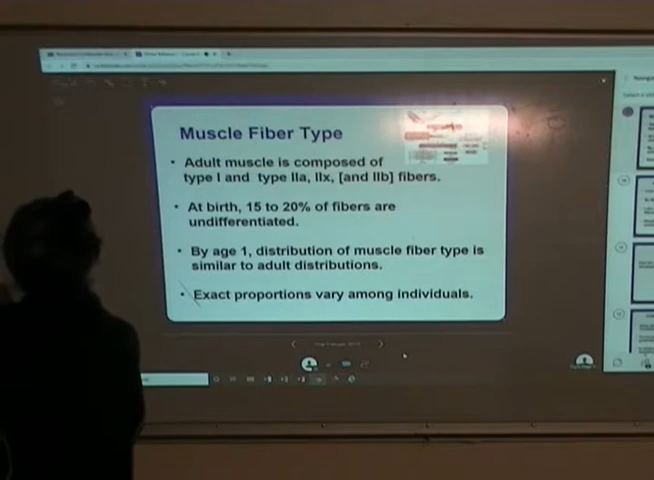 Muscle Fiber Type
• Adult muscle is composed of
type I and type IIa, IIx, [and IIb] fibers.
• At birth, 15 to 20% of fibers are
undifferentiated.
• By age 1, distribution of muscle fiber type is
similar to adult distributions.
• Exact proportions vary among individuals.